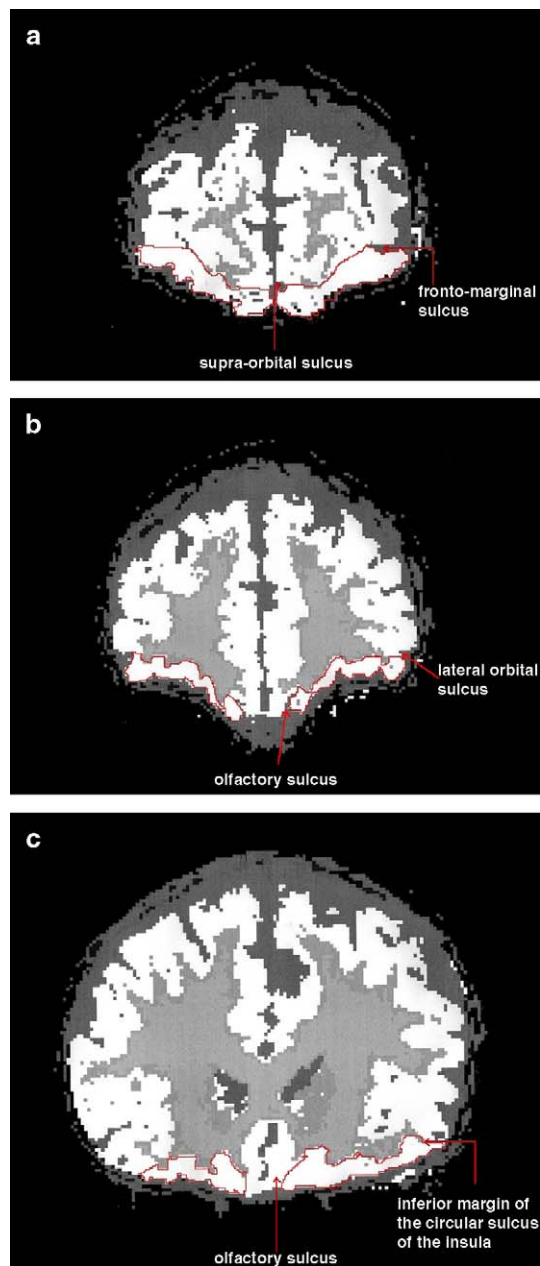 a
fronto-marginal
sulcus
supra-orbital sulcus
b
lateral orbital
sulcus
olfactory sulcus
c
inferior margin of
the circular sulcus
of the insula
olfactory sulcus